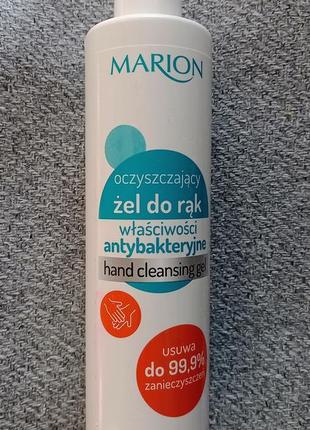 MARION
oczyszczający
żel do rąk
właściwości
antybakteryjne
hand cleansing gel
usuwa
do 99,9%
zanieczyszczeń